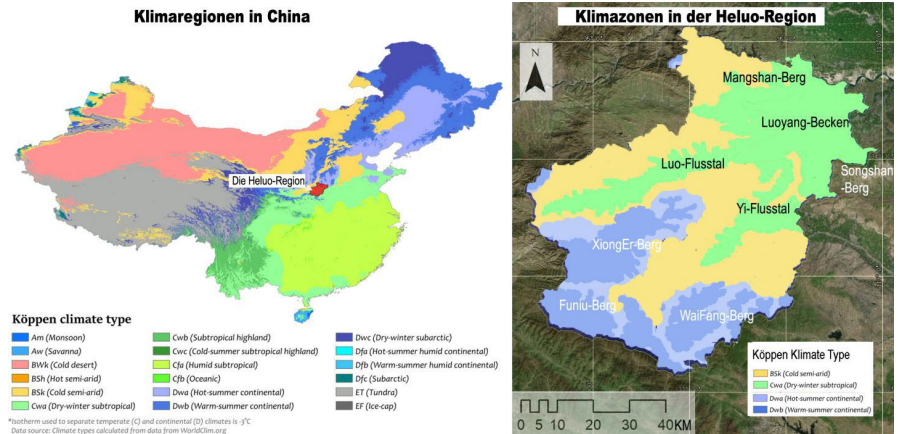 Klimaregionen in China
Die Heluo-Region
Köppen climate type
Am (Monsoon)
Aw (Savanna)
BWk (Cold desert)
BSh (Hot semi-arid)
BSk (Cold semi-arid)
Cwa (Dry-winter subtropical)
Cwb (Subtropical highland)
Cwc (Cold-summer subtropical highland)
Cfa (Humid subtropical)
Cfb (Oceanic)
Dwa (Hot-summer continental)
Dwb (Warm-summer continental)
Dwc (Dry-winter subarctic)
Dfa (Hot-summer humid continental)
Dfb (Warm-summer humid continental)
Dfc (Subarctic)
ET (Tundra)
EF (Ice-cap)
*Isotherm used to separate temperate (C) and continental (D) climates is -3°C
Data source: Climate types calculated from data from WorldClim.org
Klimazonen in der Heluo-Region
N
Mangshan-Berg
Luoyang-Becken
Luo-Flusstal
Songshan
-Berg
Yi-Flusstal
XiongEr-Berg
Funiu-Berg
WaiFang-Berg
Köppen Klimate Type
BSk (Cold semi-arid)
Cwa (Dry-winter subtropical)
Dwa (Hot-summer continental)
Dwb (Warm-summer continental)
0 5 10 20 30 40 KM